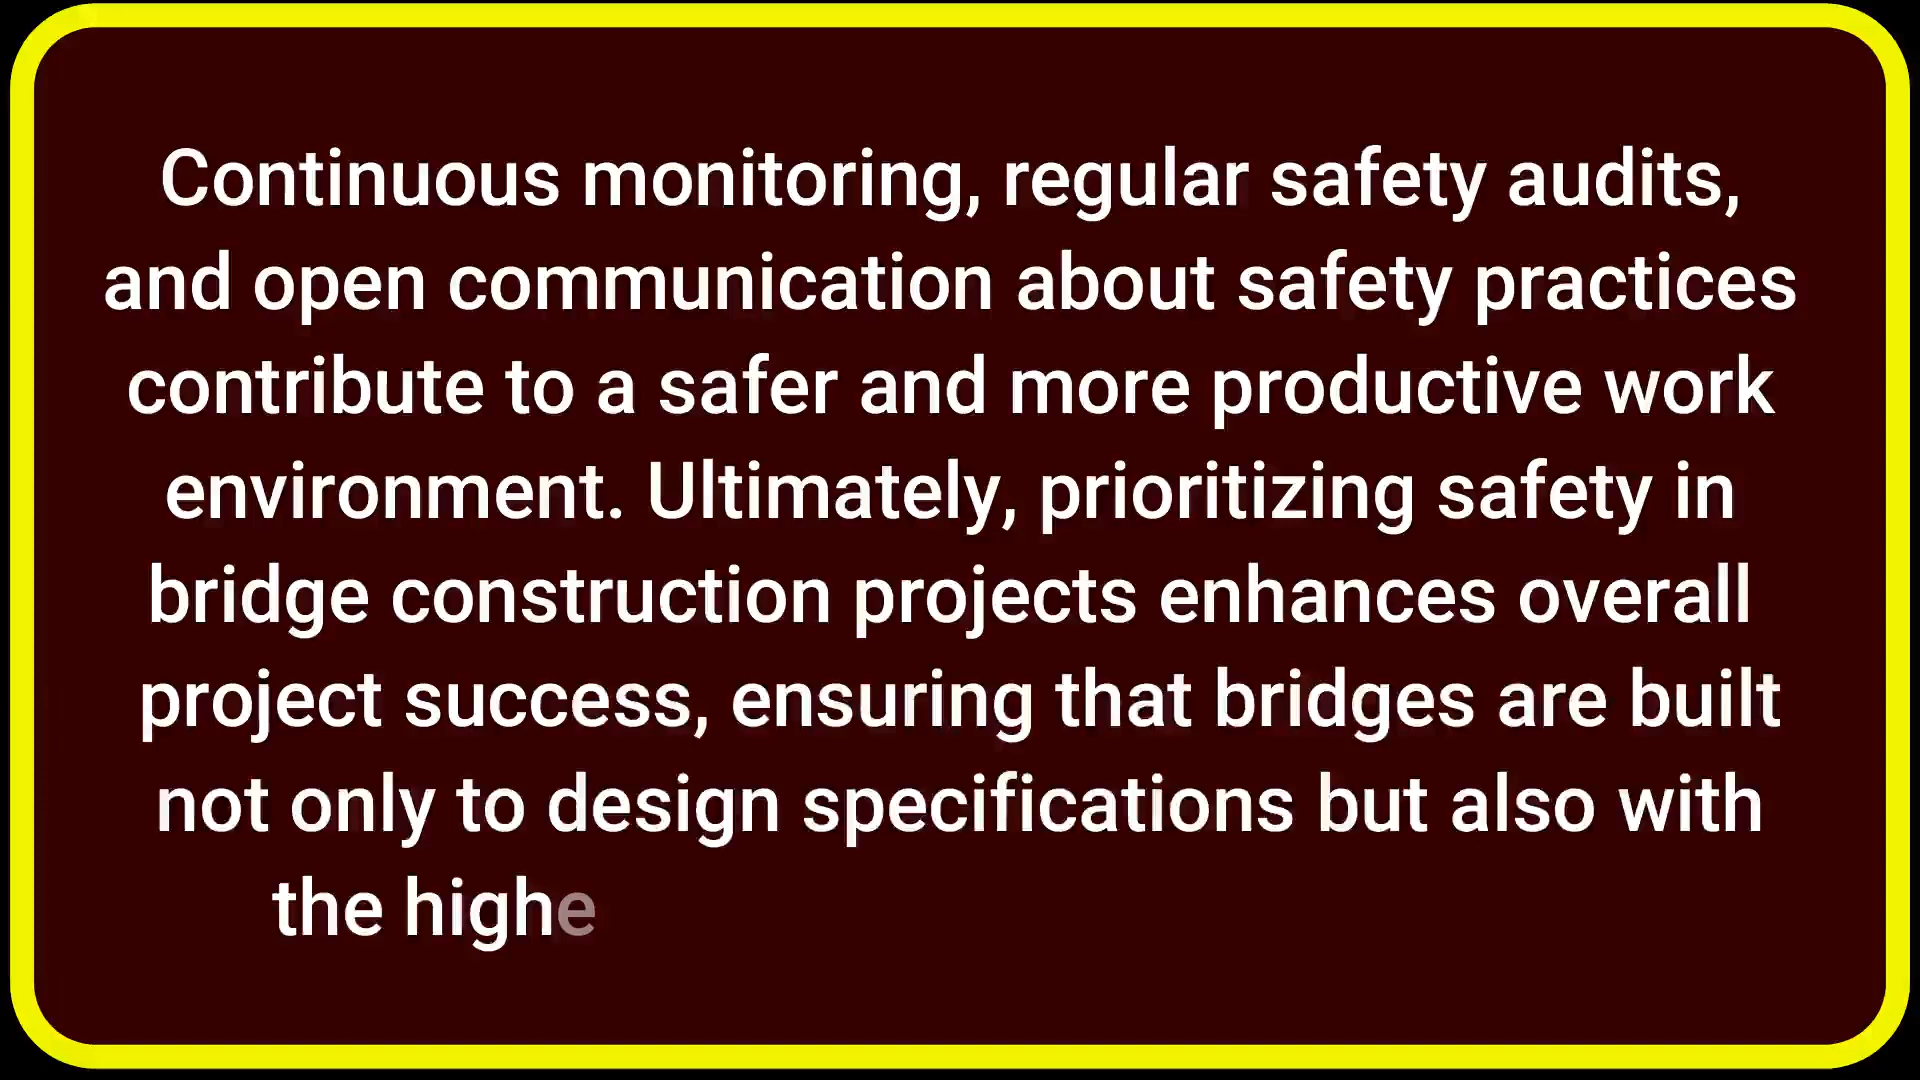 Continuous monitoring, regular safety audits,
and open communication about safety practices
contribute to a safer and more productive work
environment. Ultimately, prioritizing safety in
bridge construction projects enhances overall
project success, ensuring that bridges are built
not only to design specifications but also with
the highe